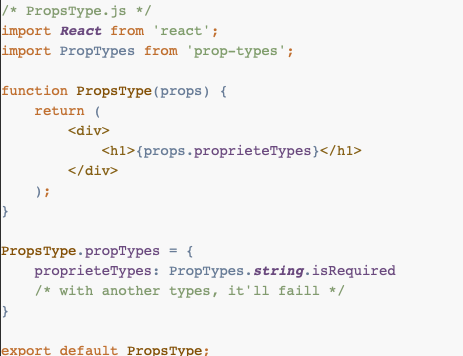 /* PropsType.js */
import React from 'react';
import PropTypes from 'prop-types';
function PropsType(props) {
return (
<div>
<h1>{props.proprieteTypes}</h1>
</div>
);
}
PropsType.propTypes = {
proprieteTypes: PropTypes.string.isRequired
/* with another types, it'll faill */
}
export default PropsType;